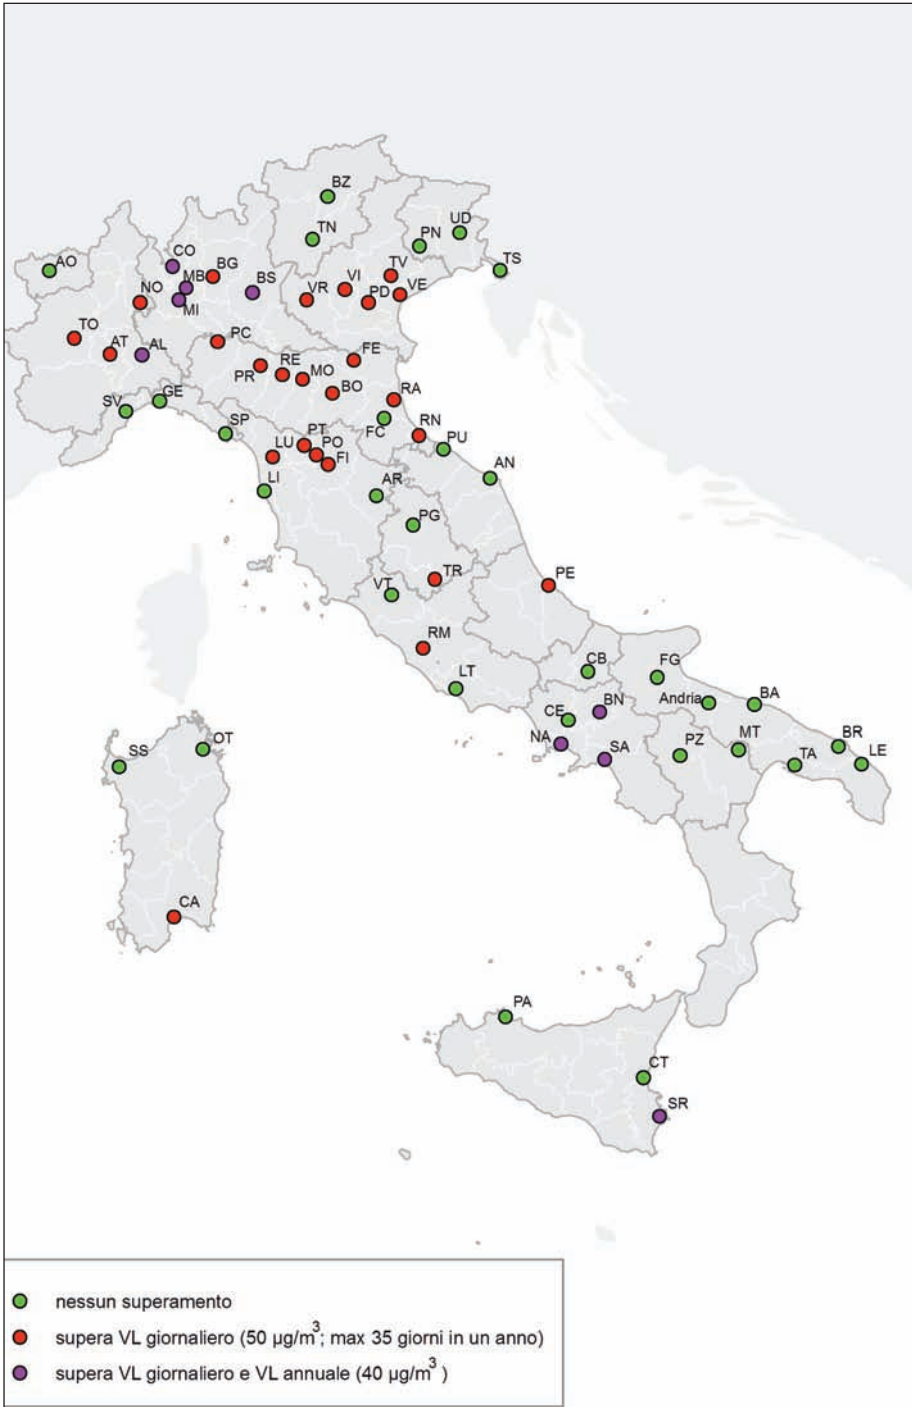 BZ
UD
TN
PN
AO
CO
TS
BG
TV
MB
BS
VI
NO
VR
PD
VE
MI
TO
PC
AT
AL
FE
RE
PR
MO
GE
BO
RA
SV
SP
FC
RN
PT
PU
LU
PO
FI
AN
LI
AR
PG
TR
PE
VT
RM
CB
FG
LT
BN
Andria
BA
CE
OT
NA
SA
PZ
MT
BR
SS
TA
LE
CA
PA
CT
SR
nessun superamento
supera VL giornaliero (50 µg/m³; max 35 giorni in un anno)
supera VL giornaliero e VL annuale (40 µg/m³ )